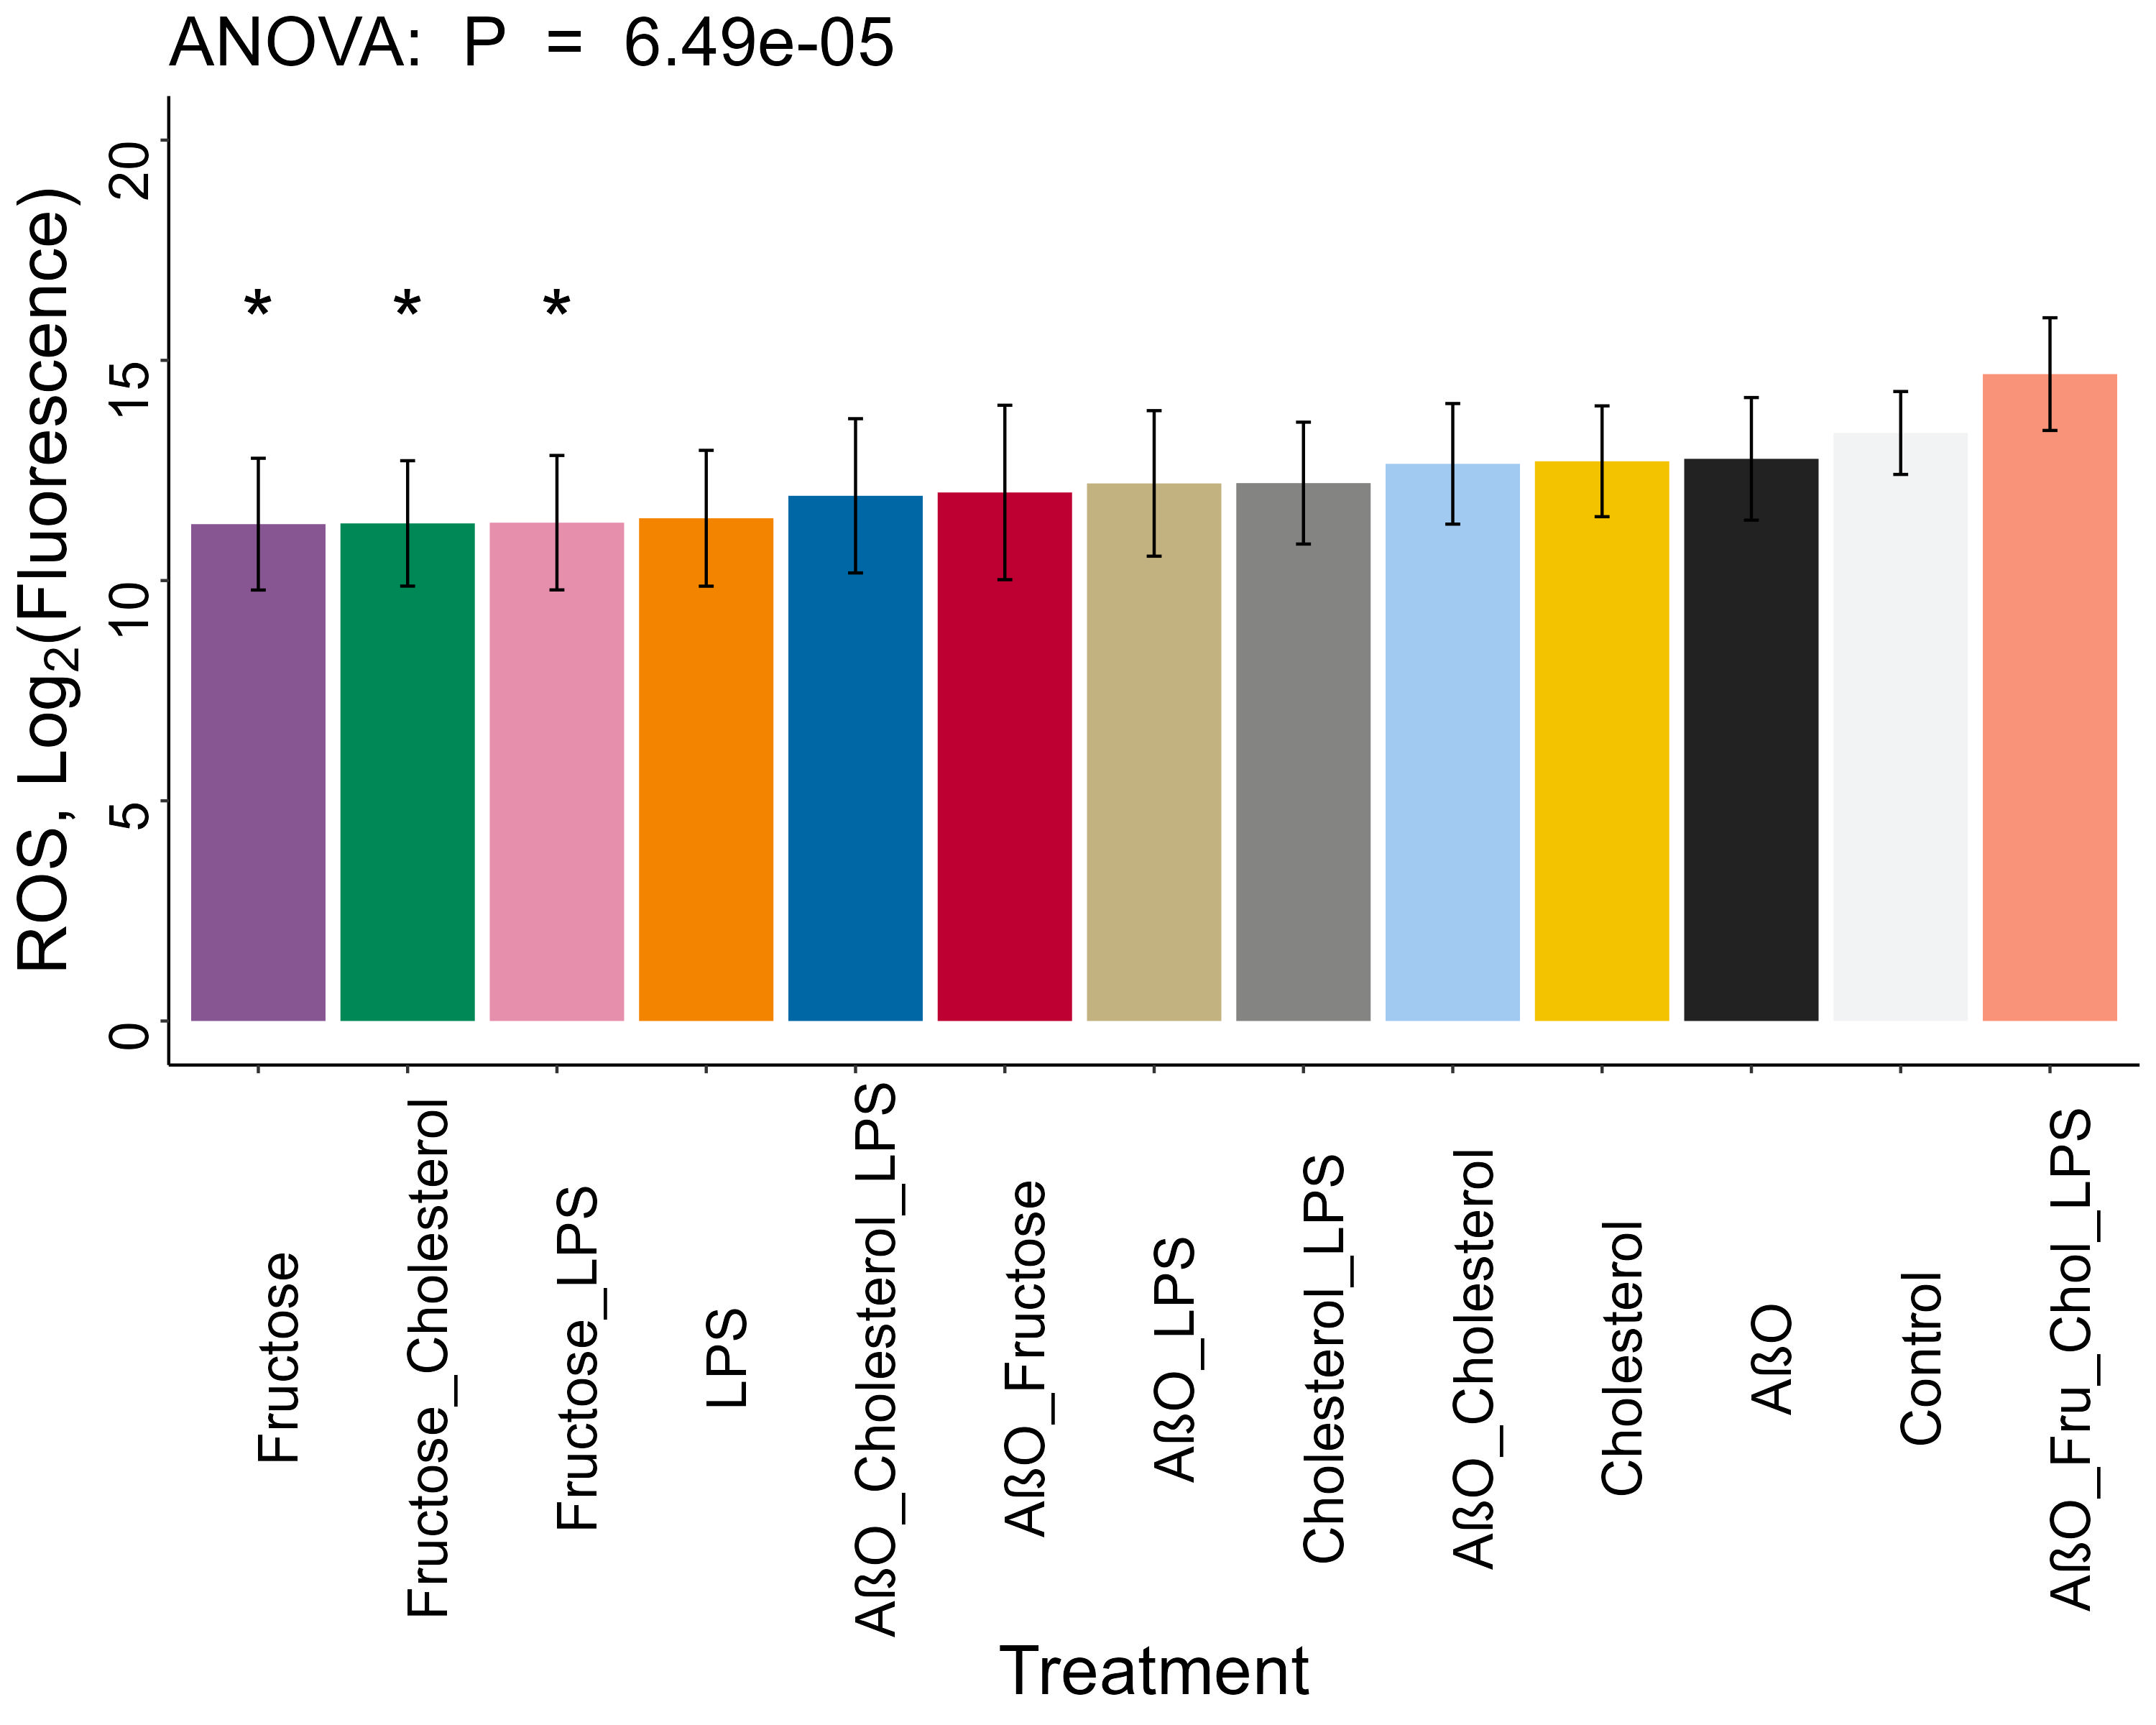 ANOVA: P = 6.49e-05
ROS, Log₂(Fluorescence)
20
15
10
5
0
* * *
Fructose
Fructose_Cholesterol
Fructose_LPS
LPS
AßO_Cholesterol_LPS
AßO_Fructose
AßO_LPS
Cholesterol_LPS
AßO_Cholesterol
Cholesterol
AßO
Control
AßO_Fru_Chol_LPS
Treatment